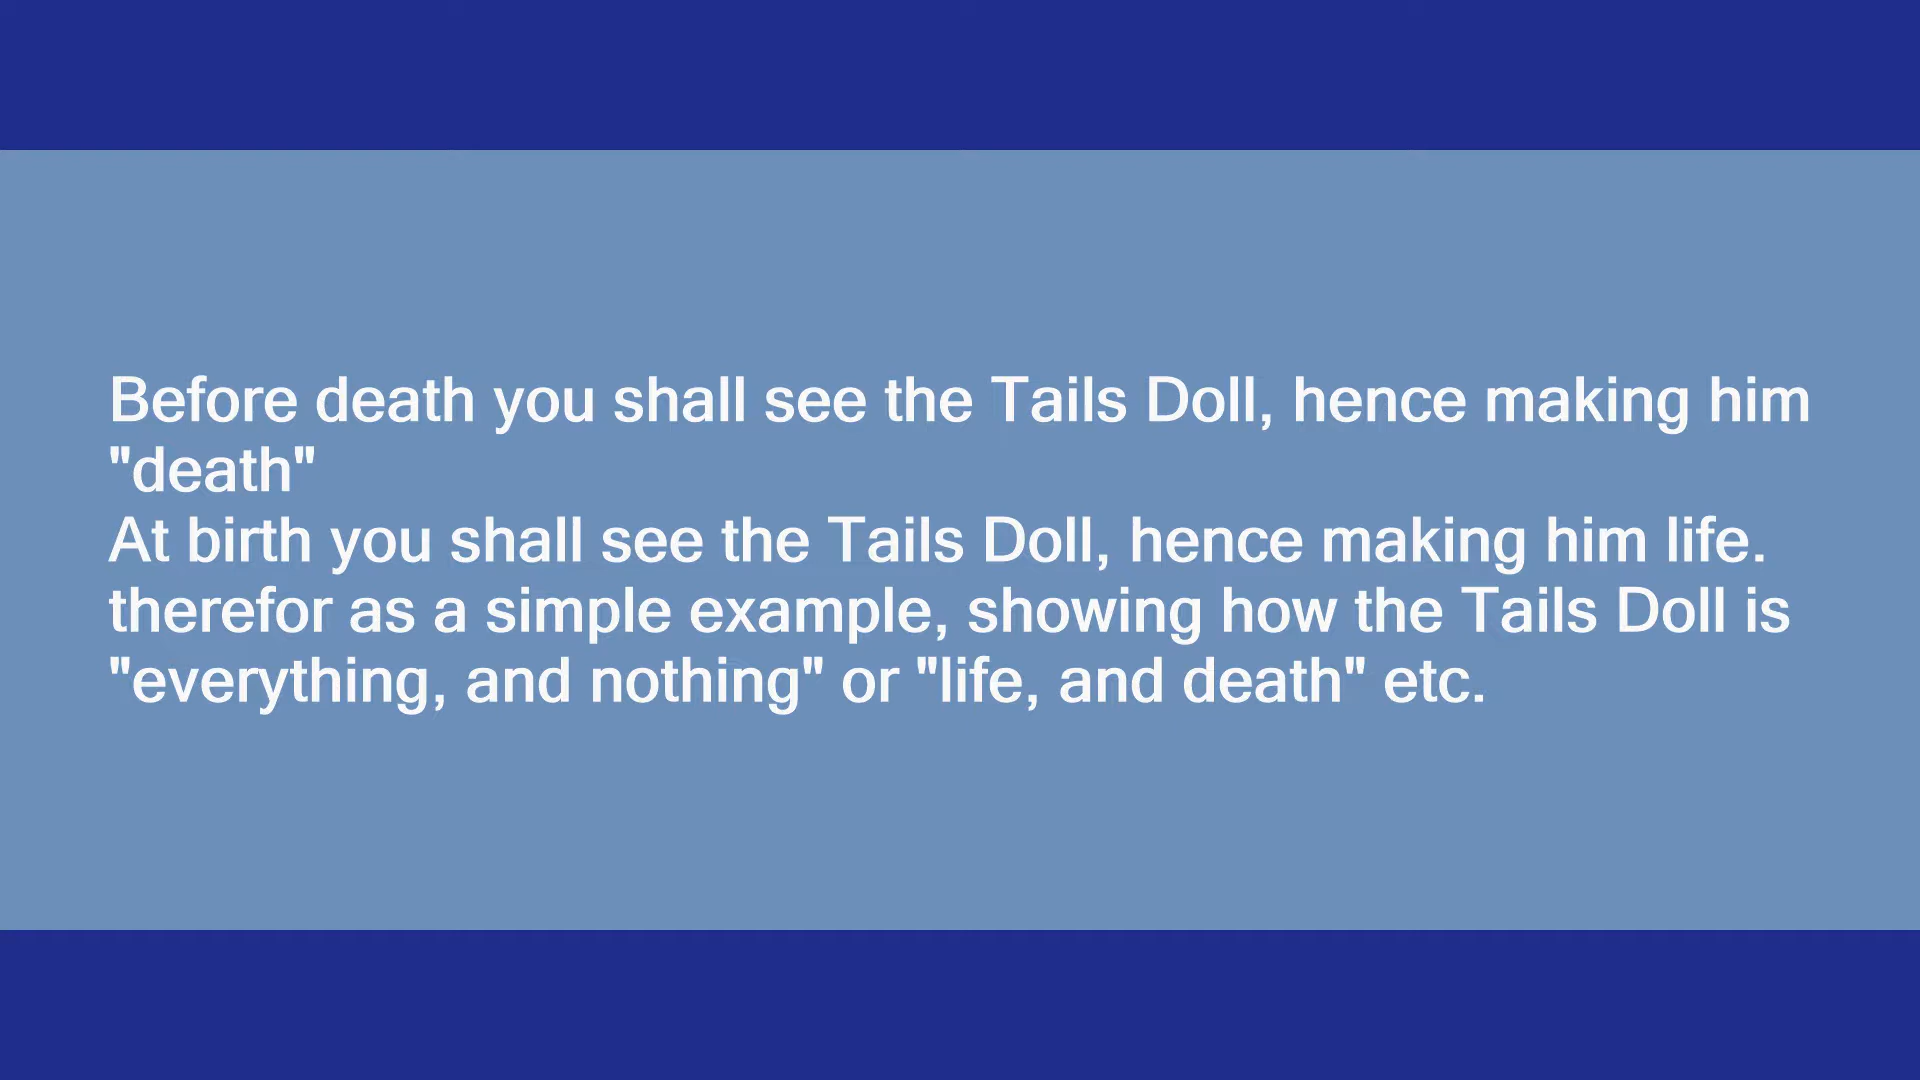 Before death you shall see the Tails Doll, hence making him
"death"
At birth you shall see the Tails Doll, hence making him life.
therefor as a simple example, showing how the Tails Doll is
"everything, and nothing" or "life, and death" etc.